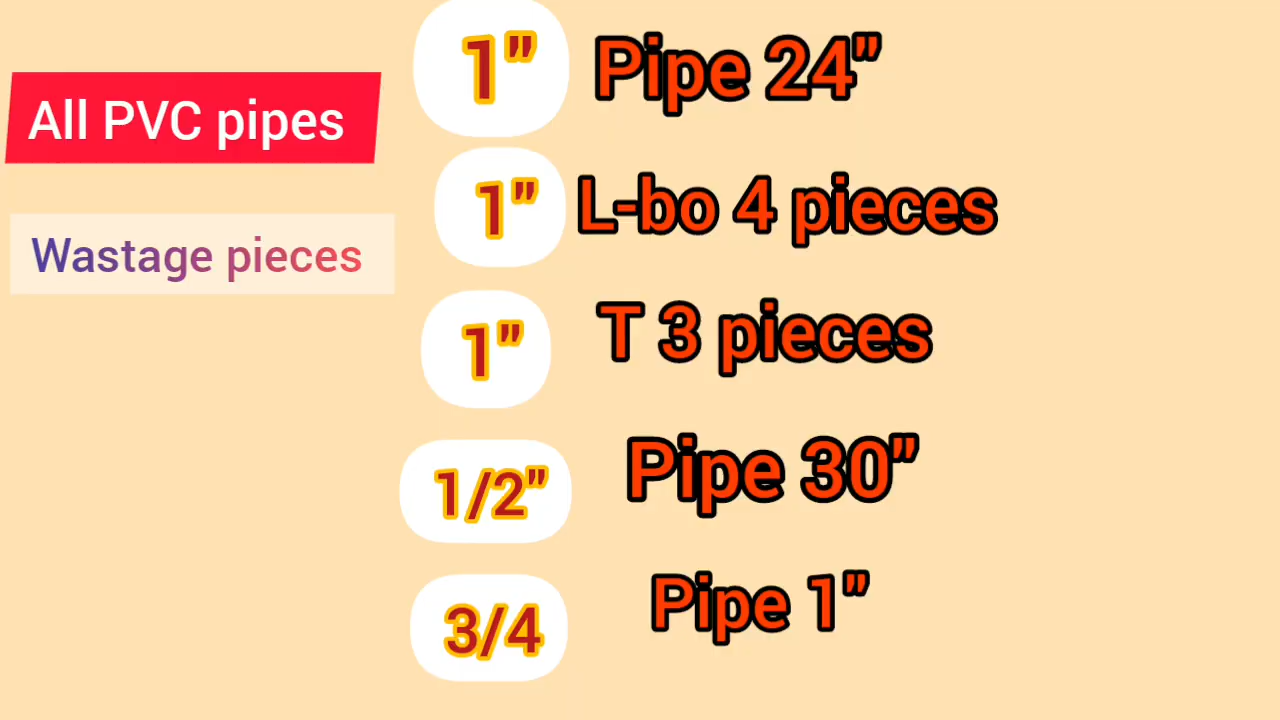 All PVC pipes
Wastage pieces
1" Pipe 24"
1" L-bo 4 pieces
1" T 3 pieces
1/2" Pipe 30"
3/4 Pipe 1"